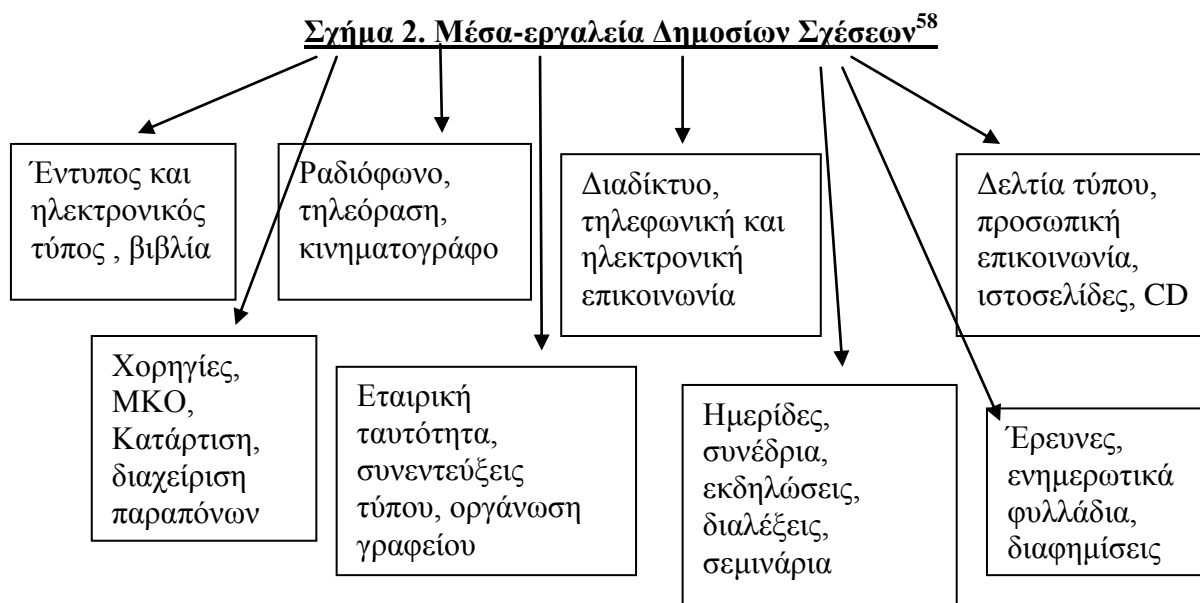 Σχήμα 2. Μέσα-εργαλεία Δημοσίων Σχέσεων58
Έντυπος και
ηλεκτρονικός
τύπος , βιβλία
Ραδιόφωνο,
τηλεόραση,
κινηματογράφο
Διαδίκτυο,
τηλεφωνική και
ηλεκτρονική
επικοινωνία
Δελτία τύπου,
προσωπική
επικοινωνία,
ιστοσελίδες, CD
Χορηγίες,
ΜΚΟ,
Κατάρτιση,
διαχείριση
παραπόνων
Εταιρική
ταυτότητα,
συνεντεύξεις
τύπου, οργάνωση
γραφείου
Ημερίδες,
συνέδρια,
εκδηλώσεις,
διαλέξεις,
σεμινάρια
Έρευνες,
ενημερωτικά
φυλλάδια,
διαφημίσεις